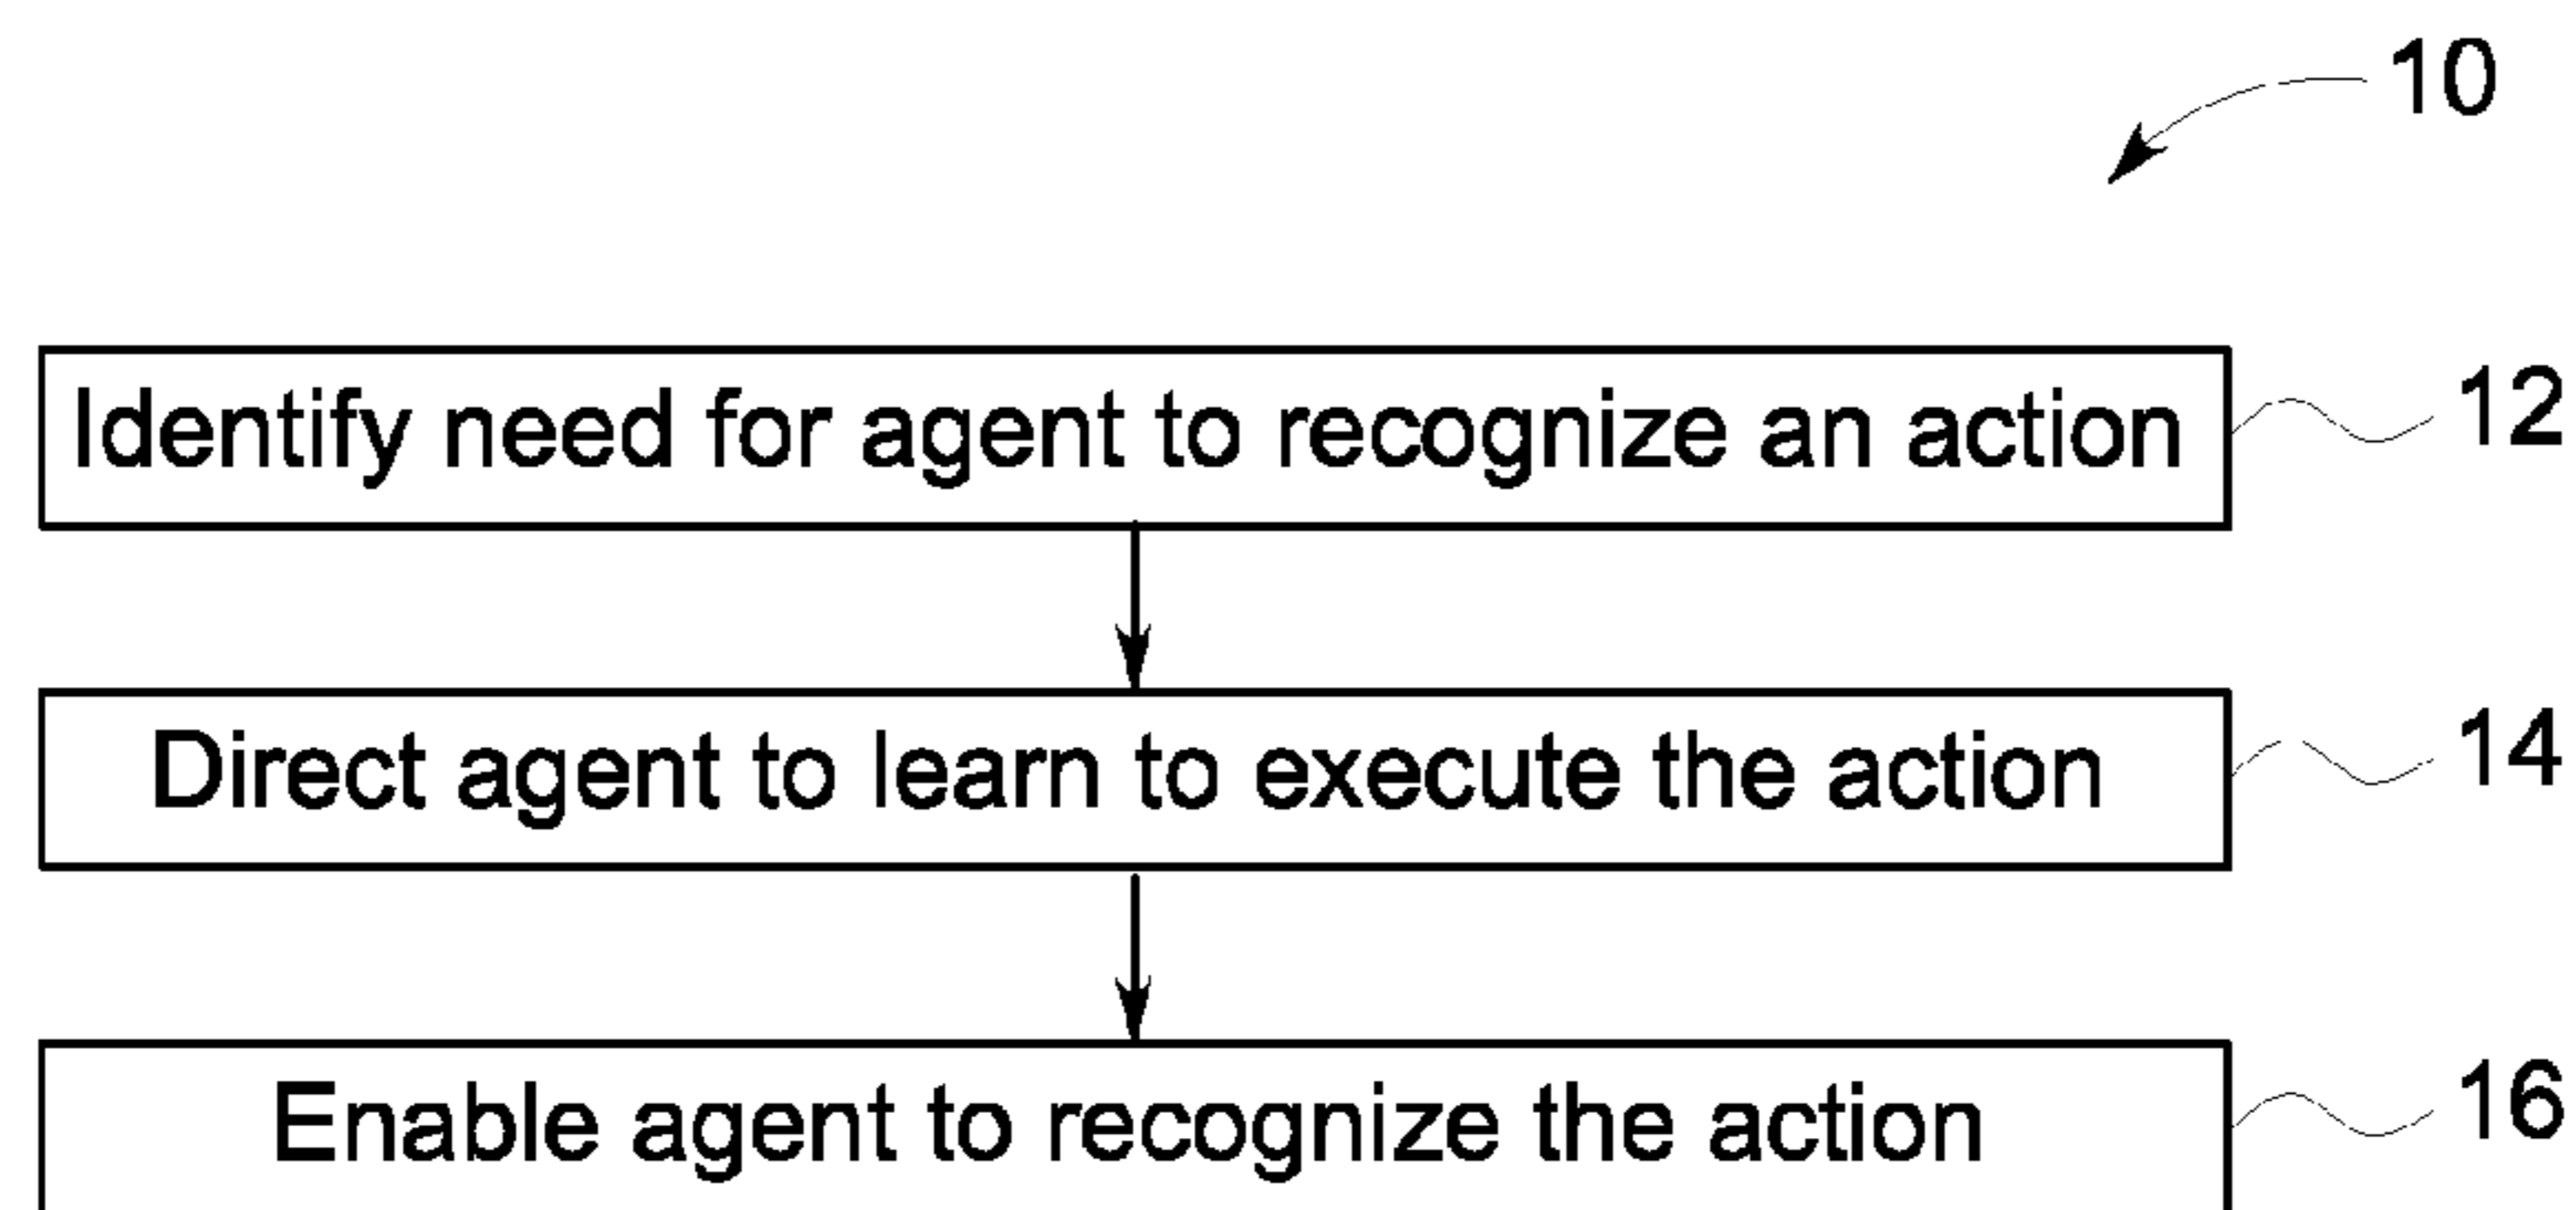 10
Identify need for agent to recognize an action 12
Direct agent to learn to execute the action 14
Enable agent to recognize the action 16